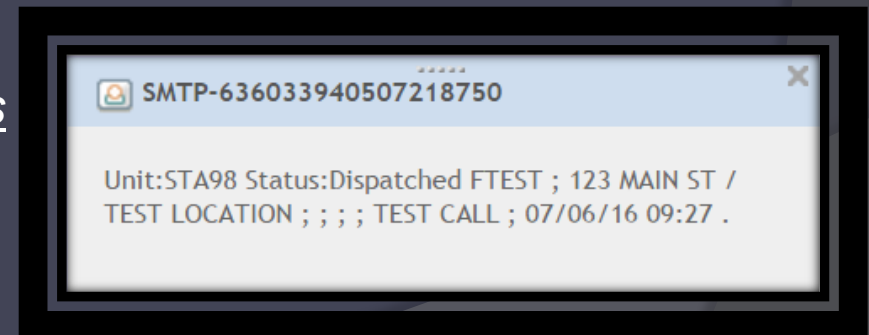 s
SMTP-636033940507218750
Unit:STA98 Status:Dispatched FTEST ; 123 MAIN ST /
TEST LOCATION ; ; ; ; TEST CALL ; 07/06/16 09:27 .